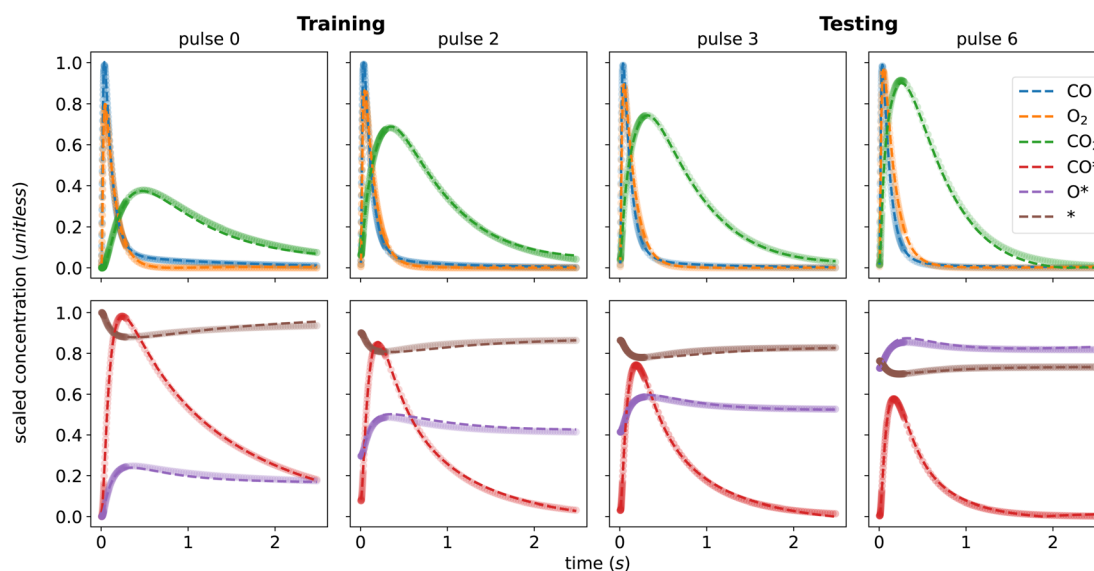 Training Testing
pulse 0 pulse 2 pulse 3 pulse 6
1.0
0.8
0.6
0.4
0.2
0.0
CO
O₂
CO
CO*
O*
*
1.0
0.8
0.6
0.4
0.2
0.0
0 1 2 0 1 2 0 1 2 0 1 2
scaled concentration (unitless)
time (s)